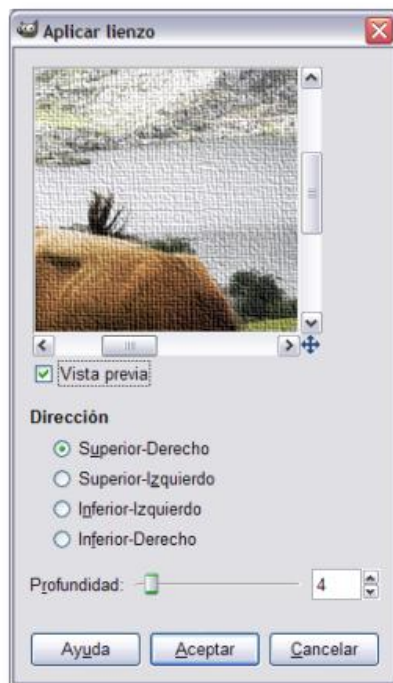 Aplicar lienzo
Vista previa
Dirección
Superior-Derecho
Superior-Izquierdo
Inferior-Izquierdo
Inferior-Derecho
Profundidad: 4
Ayuda Aceptar Cancelar